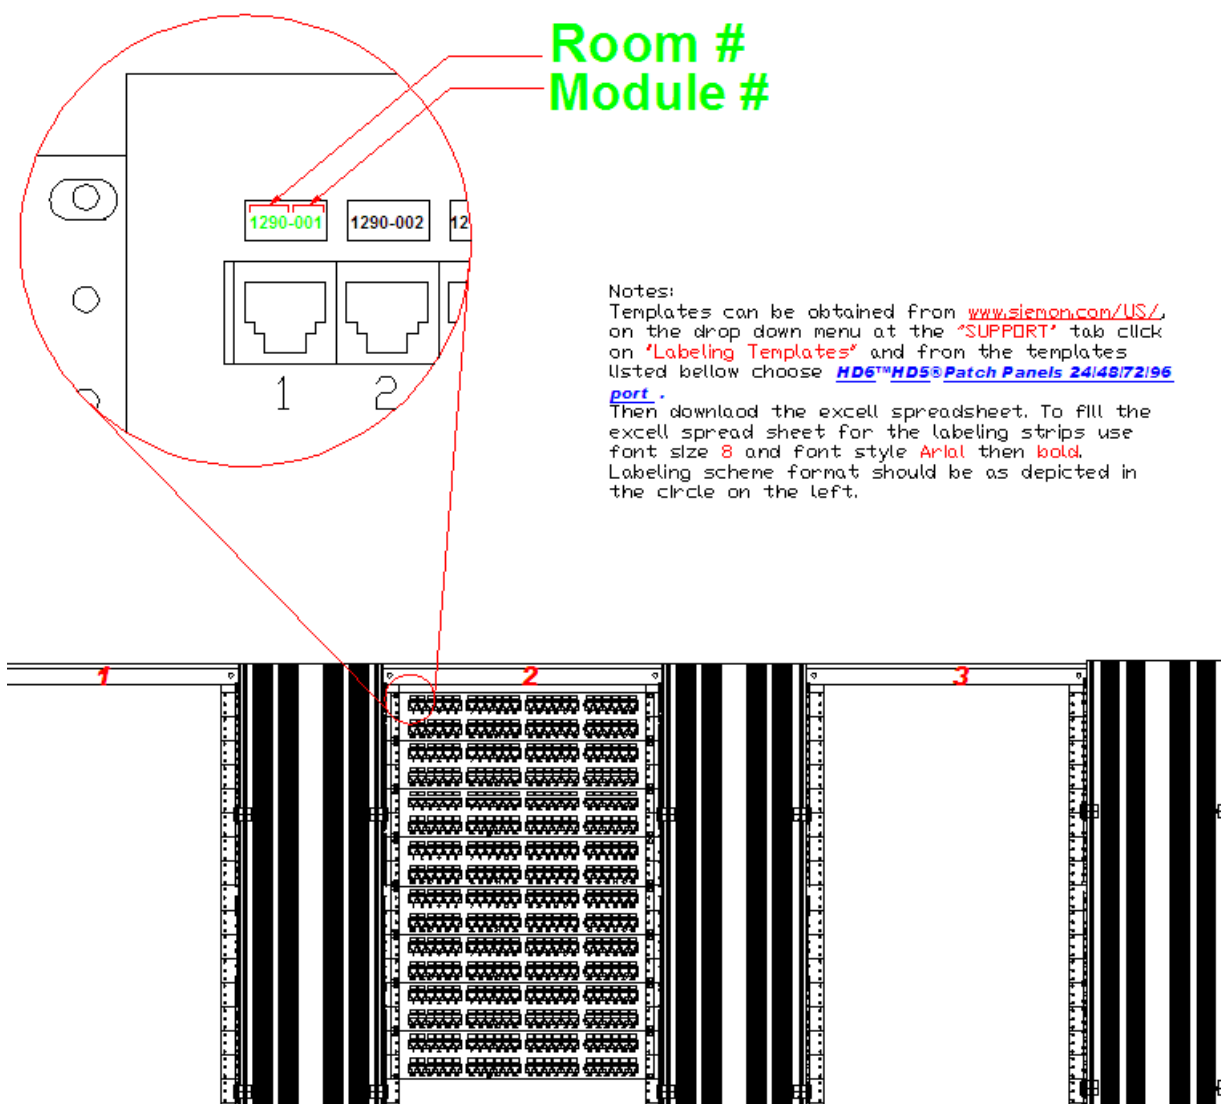 Room #
Module #
1290-001
1290-002
12
1
2
Notes:
Templates can be obtained from www.siemon.com/US/,
on the drop down menu at the "SUPPORT" tab click
on "Labeling Templates" and from the templates
listed bellow choose HD6™HD5®Patch Panels 24/48/72/96
port .
Then downlaod the excell spreadsheet. To fill the
excell spread sheet for the labeling strips use
font size 8 and font style Arial then bold.
Labeling scheme format should be as depicted in
the circle on the left.
1
2
3